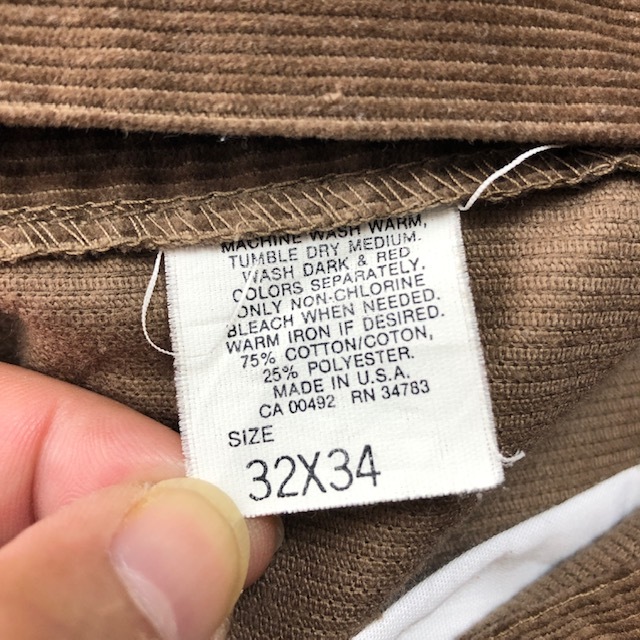 MACHINE WASH WARM,
TUMBLE DRY MEDIUM.
WASH DARK & RED
COLORS SEPARATELY.
ONLY NON-CHLORINE
BLEACH WHEN NEEDED.
WARM IRON IF DESIRED.
75% COTTON/COTON,
25% POLYESTER.
MADE IN U.S.A.
CA 00492 RN 34783
SIZE
32X34